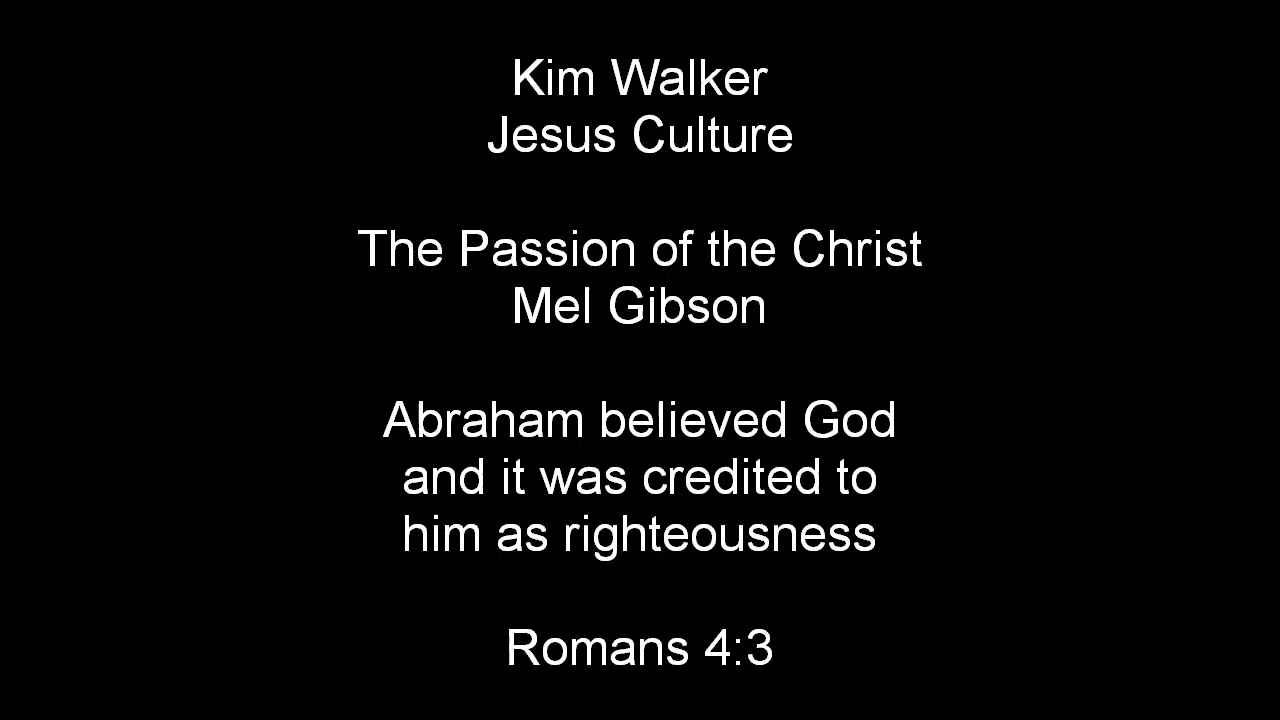 Kim Walker
Jesus Culture
The Passion of the Christ
Mel Gibson
Abraham believed God
and it was credited to
him as righteousness
Romans 4:3